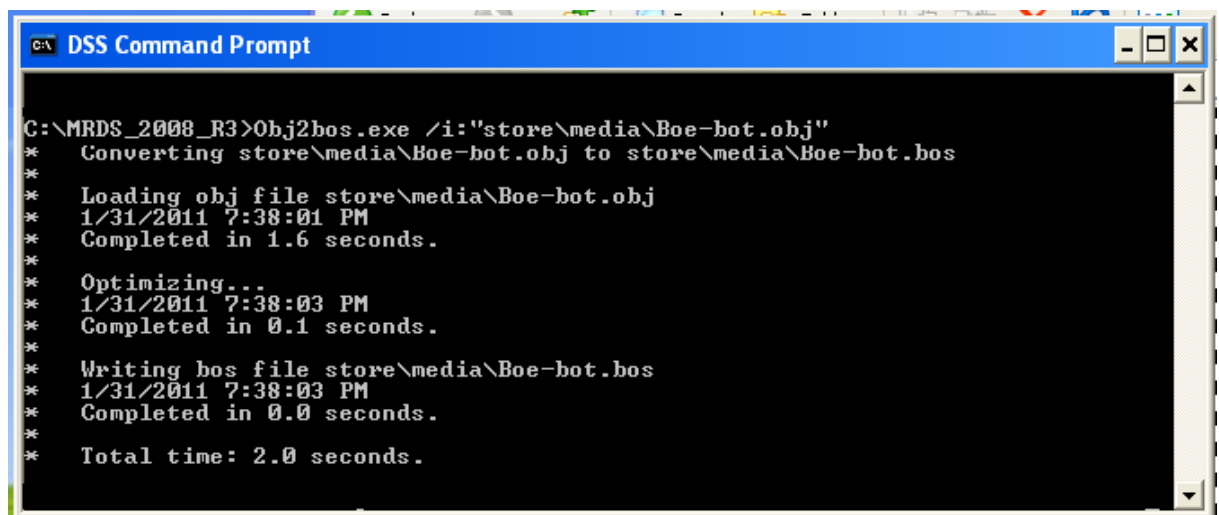 DSS Command Prompt
C:\MRDS_2008_R3>Obj2bos.exe /i:"store\media\Boe-bot.obj"
*    Converting store\media\Boe-bot.obj to store\media\Boe-bot.bos
*
*    Loading obj file store\media\Boe-bot.obj
*    1/31/2011 7:38:01 PM
*    Completed in 1.6 seconds.
*
*    Optimizing...
*    1/31/2011 7:38:03 PM
*    Completed in 0.1 seconds.
*
*    Writing bos file store\media\Boe-bot.bos
*    1/31/2011 7:38:03 PM
*    Completed in 0.0 seconds.
*
*    Total time: 2.0 seconds.